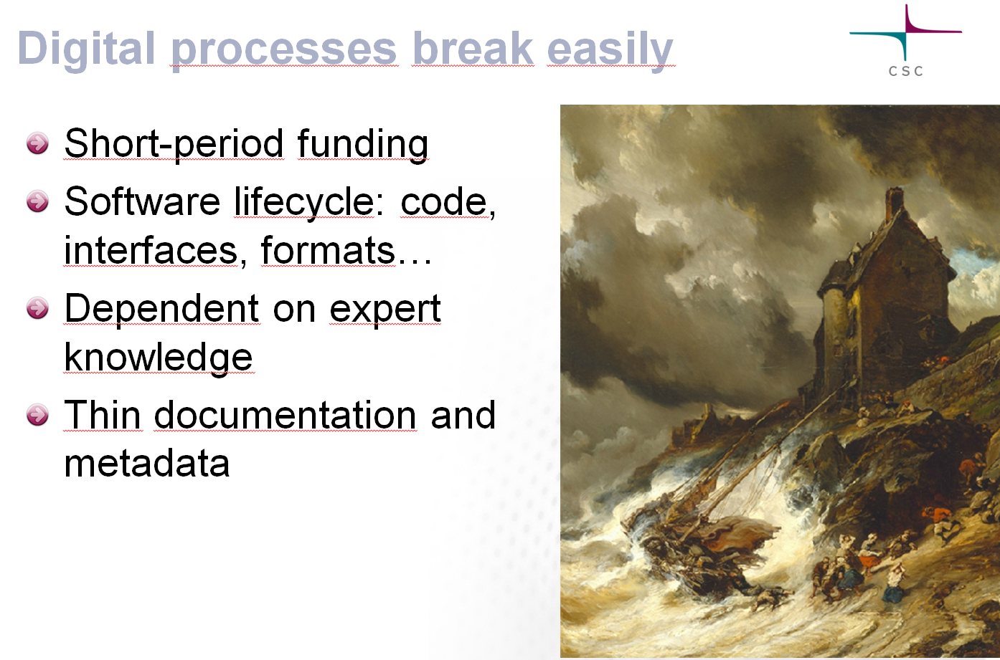 Digital processes break easily
CSC
Short-period funding
Software lifecycle: code,
interfaces, formats…
Dependent on expert
knowledge
Thin documentation and
metadata